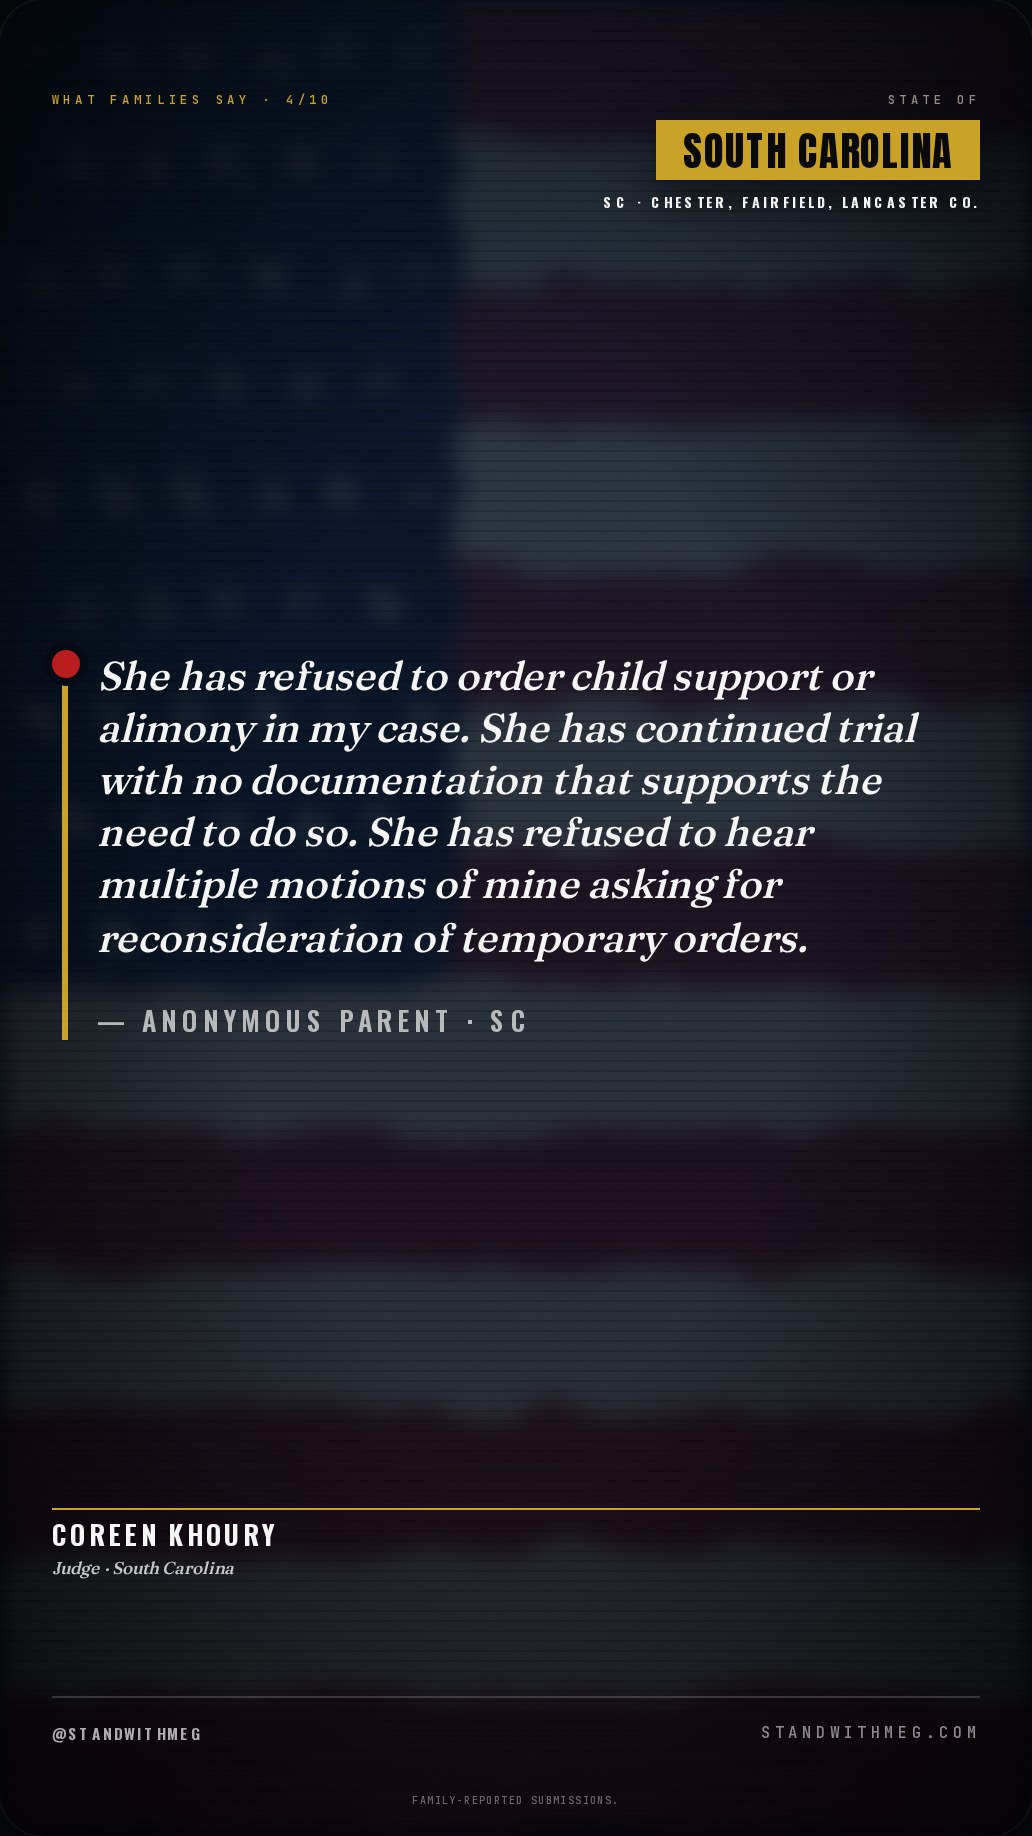 WHAT FAMILIES SAY · 4/10
STATE OF
SOUTH CAROLINA
SC · CHESTER, FAIRFIELD, LANCASTER CO.
She has refused to order child support or
alimony in my case. She has continued trial
with no documentation that supports the
need to do so. She has refused to hear
multiple motions of mine asking for
reconsideration of temporary orders.
— ANONYMOUS PARENT · SC
COREEN KHOURY
Judge · South Carolina
@STANDWITHMEG
STANDWITHMEG.COM
FAMILY-REPORTED SUBMISSIONS.